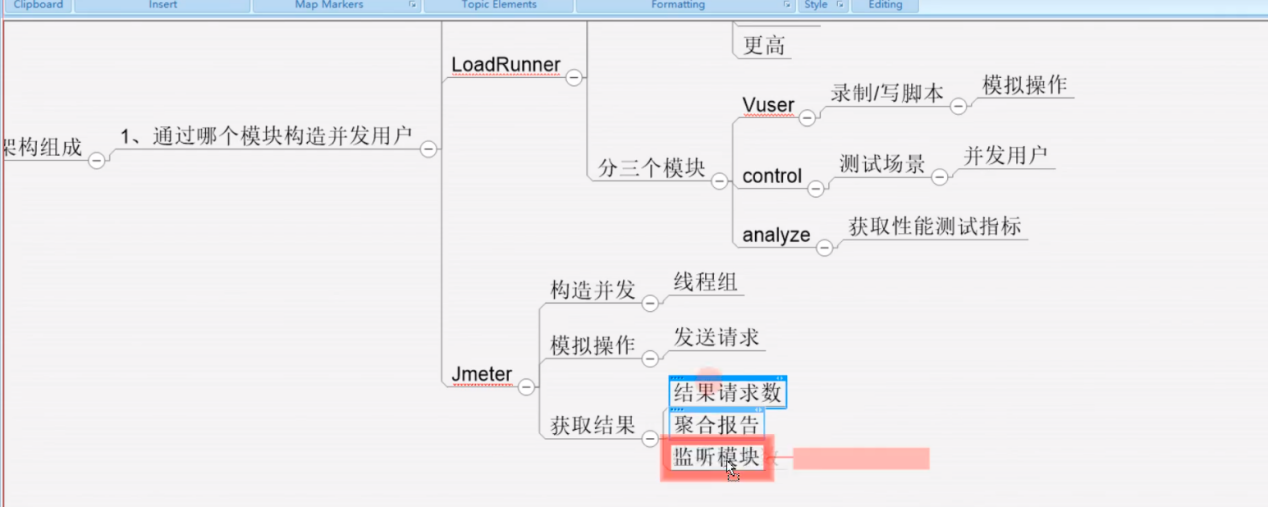 Clipboard
Insert
Map Markers
Topic Elements
Formatting
Style
Editing
更高
LoadRunner
Vuser
录制/写脚本
模拟操作
架构组成
1、通过哪个模块构造并发用户
分三个模块
control
测试场景
并发用户
analyze
获取性能测试指标
构造并发
线程组
模拟操作
发送请求
Jmeter
获取结果
结果请求数
聚合报告
监听模块